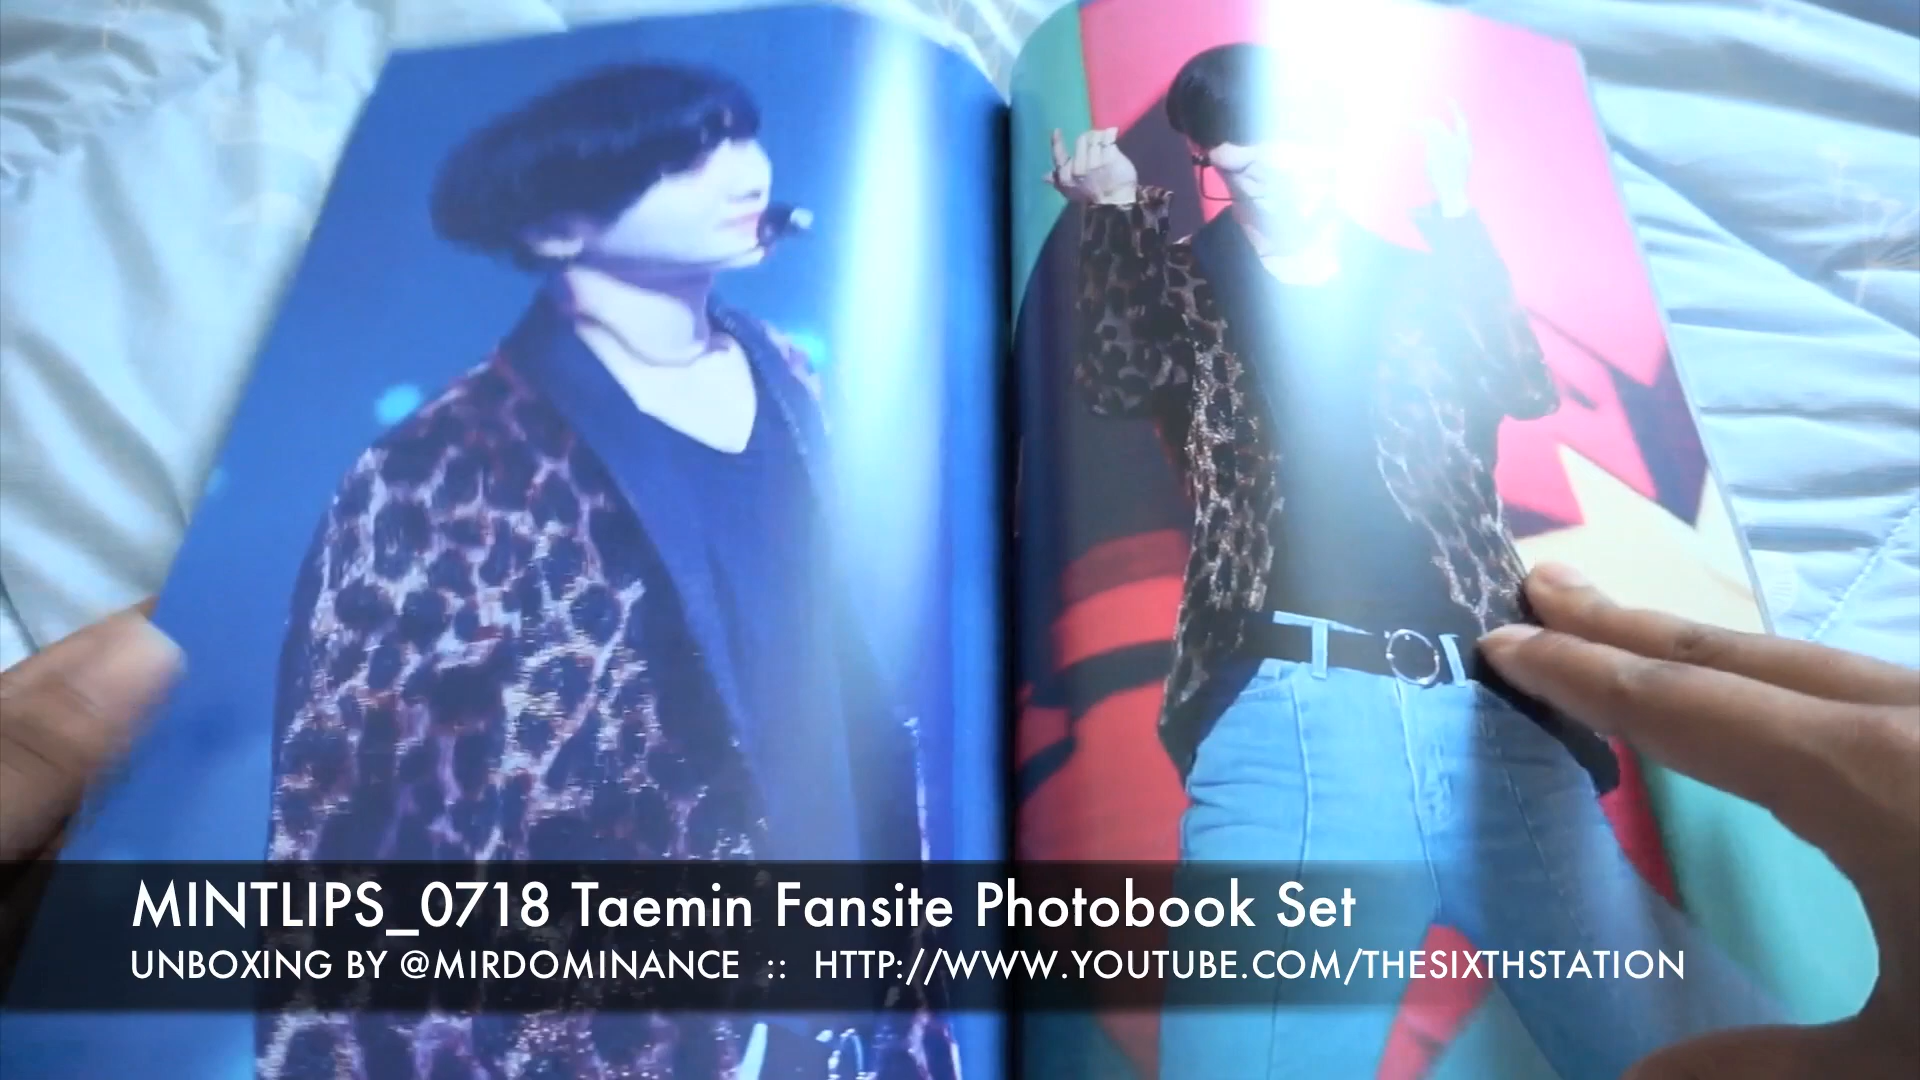 MINTLIPS_0718 Taemin Fansite Photobook Set
UNBOXING BY @MIRDOMINANCE :: HTTP://WWW.YOUTUBE.COM/THESIXTHSTATION